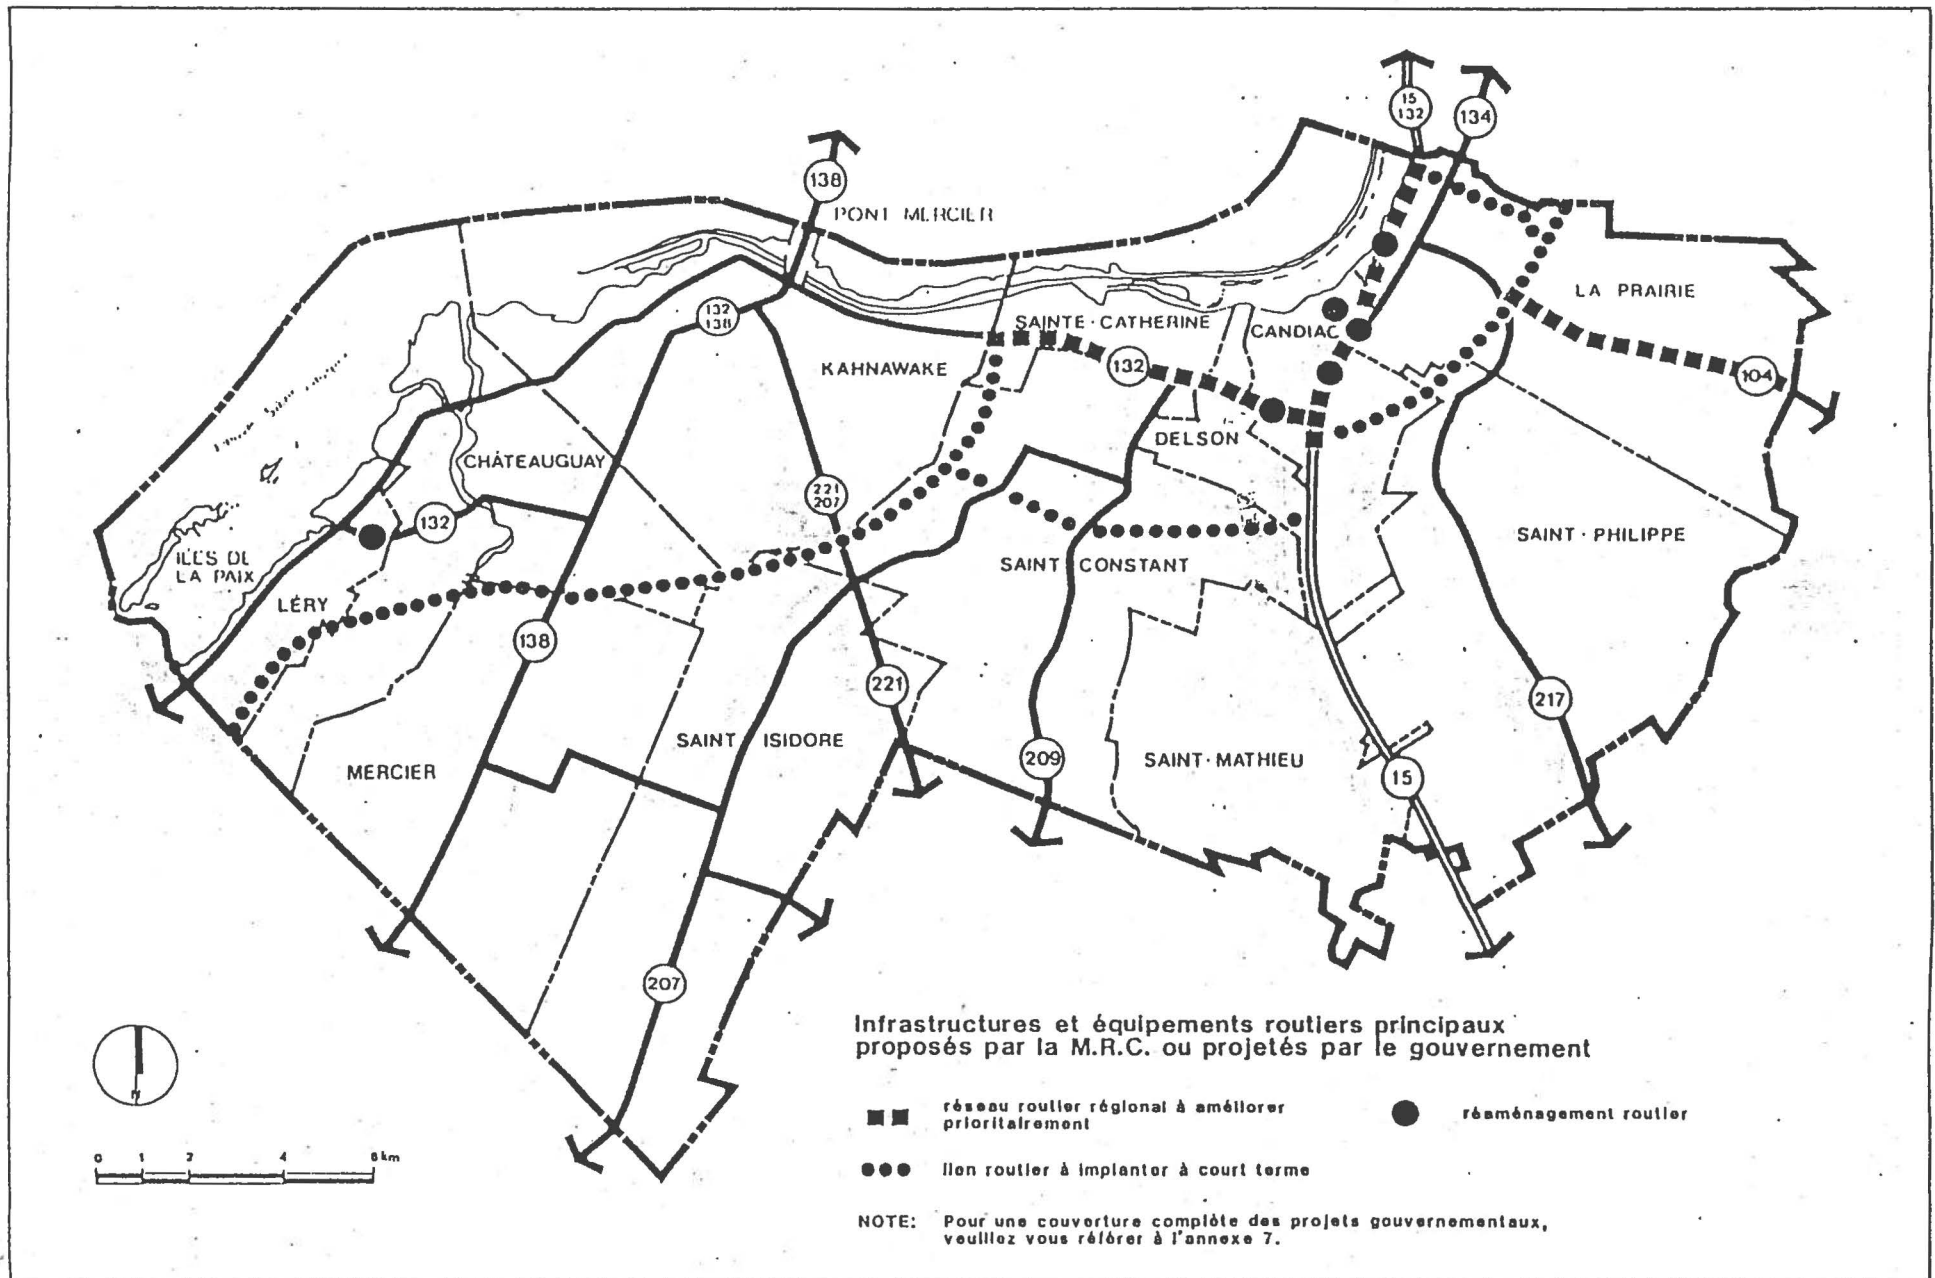 15
132
134
138
PONT MERCIER
LA PRAIRIE
132
138
SAINTE·CATHERINE
CANDIAC
KAHNAWAKE
132
104
DELSON
CHÂTEAUGUAY
221
207
132
SAINT·PHILIPPE
ILES DE
LA PAIX
SAINT CONSTANT
LÉRY
138
221
217
SAINT ISIDORE
209
SAINT·MATHIEU
15
MERCIER
207
Infrastructures et équipements routiers principaux
proposés par la M.R.C. ou projetés par le gouvernement
N
réseau routier régional à améliorer
prioritairement
réaménagement routier
0 1 2 4 6 km
lien routier à implanter à court terme
NOTE: Pour une couverture complète des projets gouvernementaux,
veuillez vous référer à l'annexe 7.